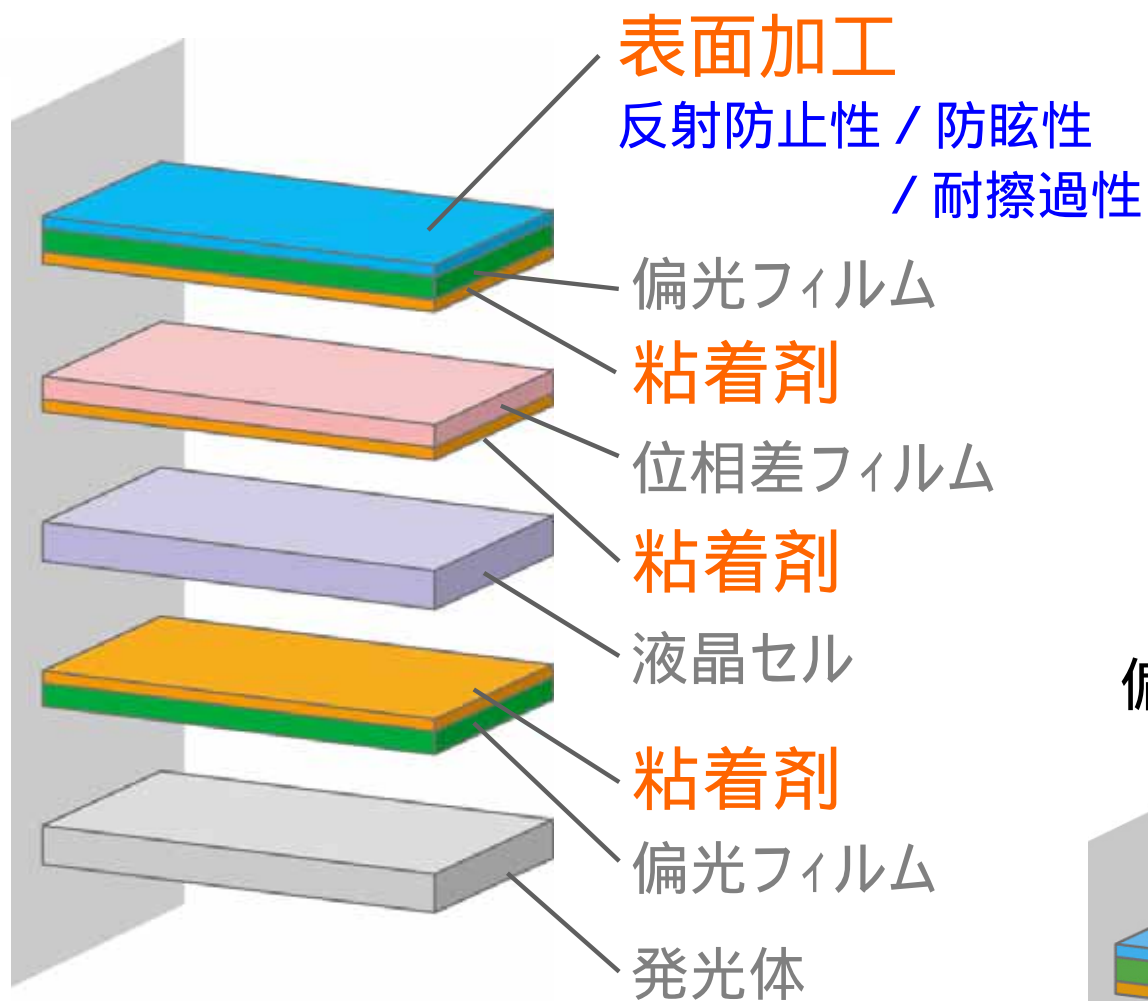 表面加工
反射防止性 / 防眩性
/ 耐擦過性
偏光フィルム
粘着剤
位相差フィルム
粘着剤
液晶セル
粘着剤
偏光フィルム
発光体